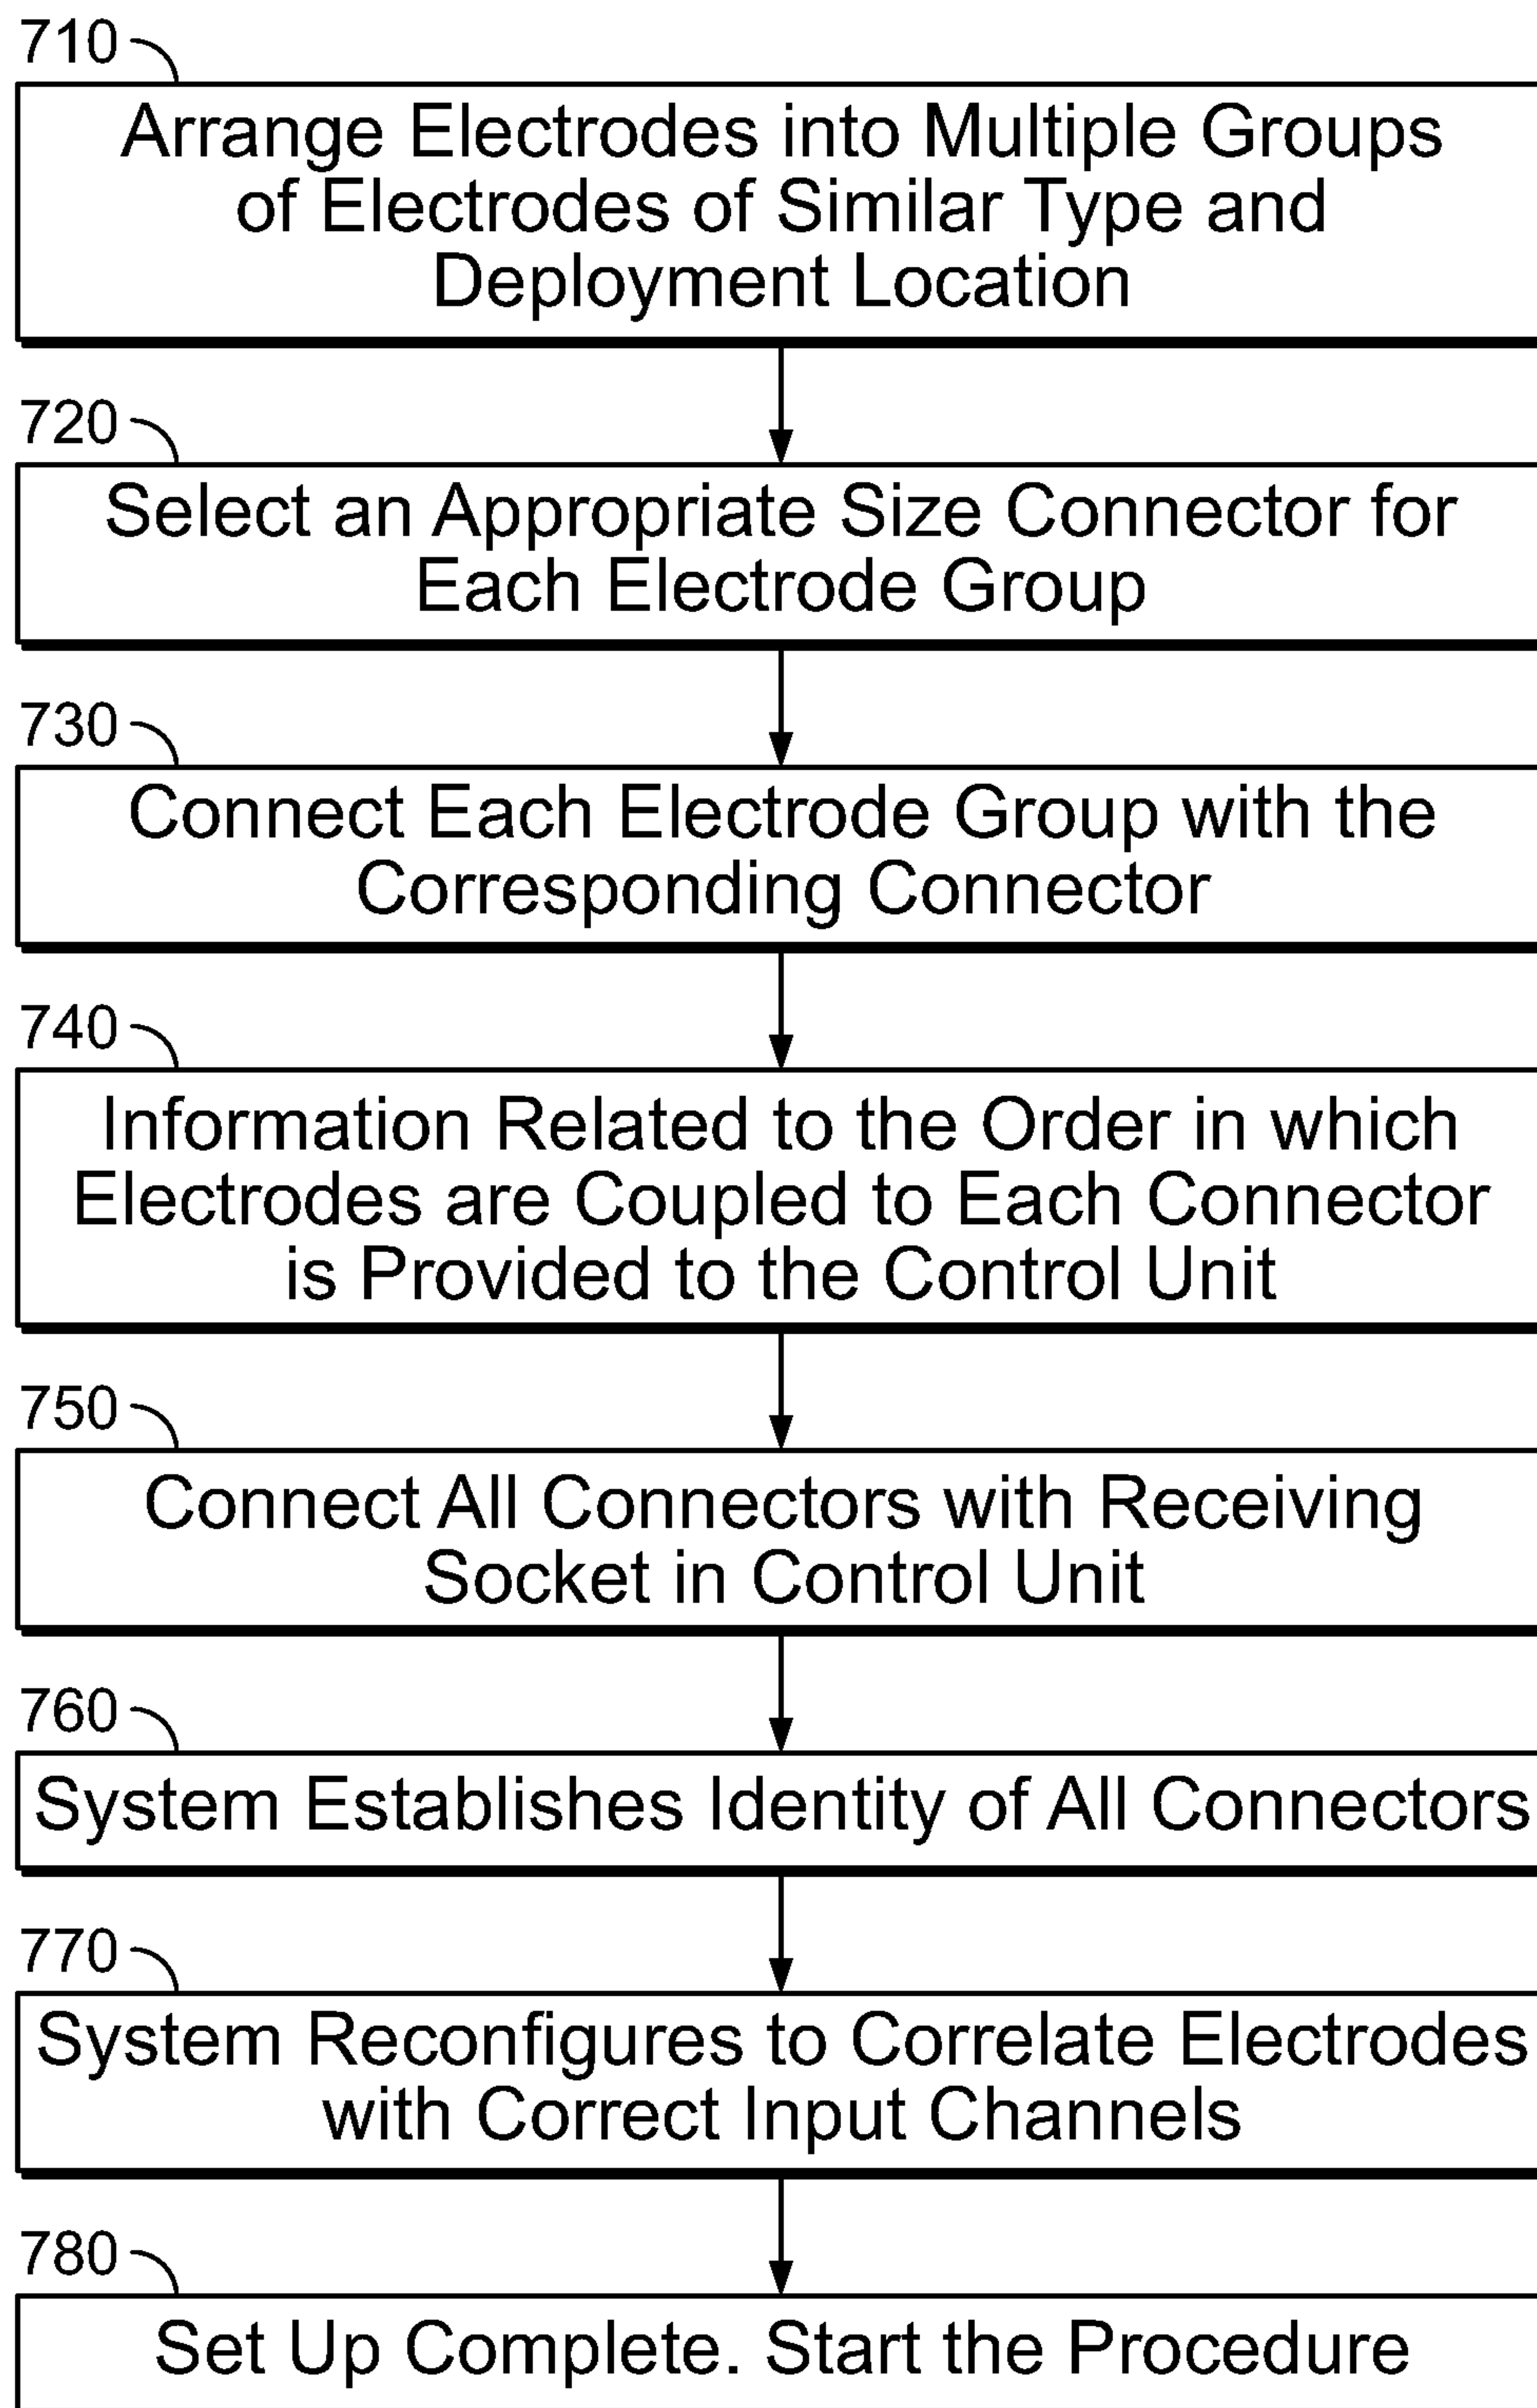 710
Arrange Electrodes into Multiple Groups
of Electrodes of Similar Type and
Deployment Location
720
Select an Appropriate Size Connector for
Each Electrode Group
730
Connect Each Electrode Group with the
Corresponding Connector
740
Information Related to the Order in which
Electrodes are Coupled to Each Connector
is Provided to the Control Unit
750
Connect All Connectors with Receiving
Socket in Control Unit
760
System Establishes Identity of All Connectors
770
System Reconfigures to Correlate Electrodes
with Correct Input Channels
780
Set Up Complete. Start the Procedure